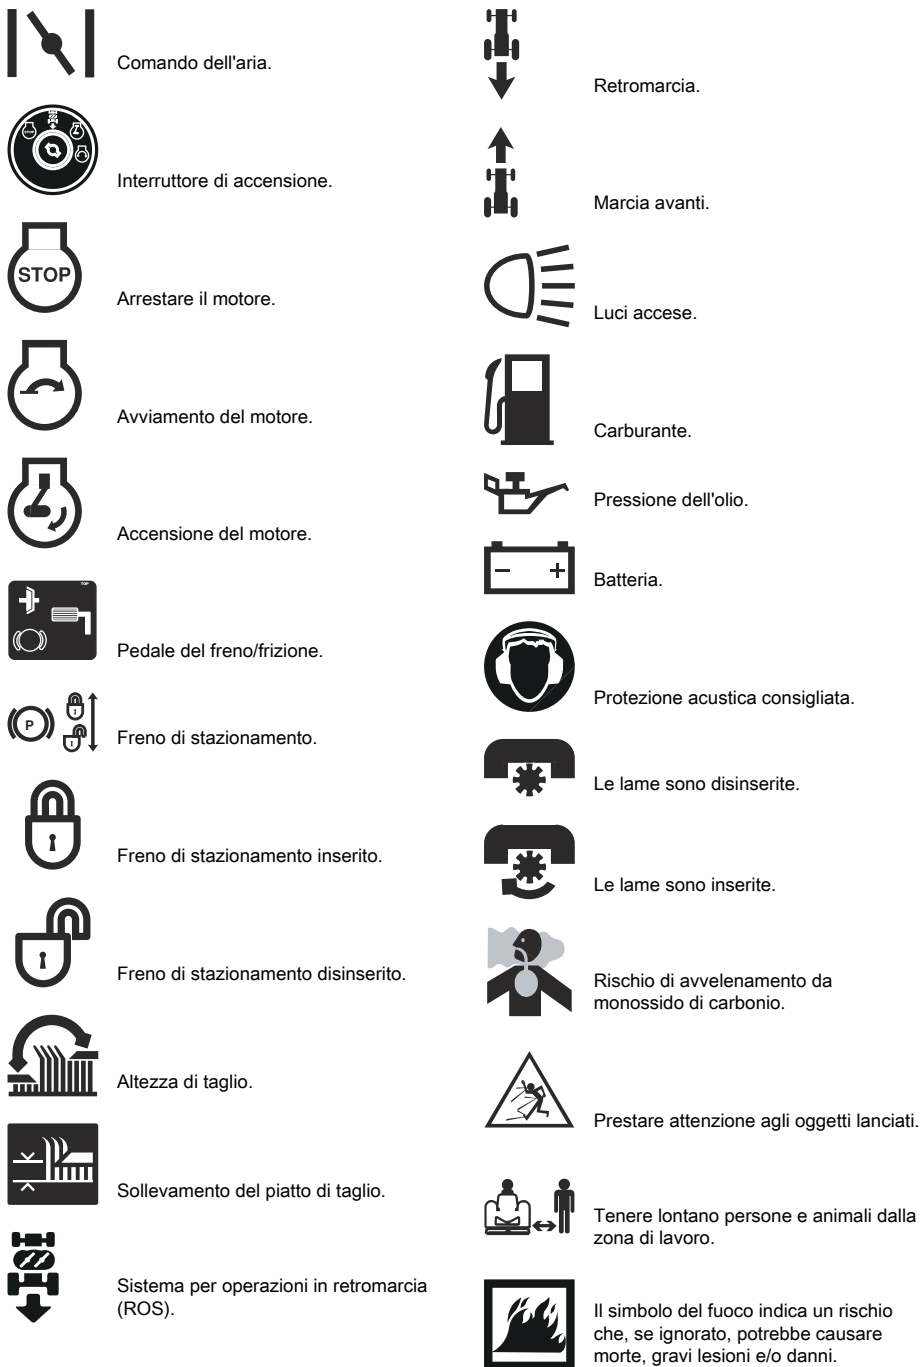 Comando dell'aria.
STOP
Interruttore di accensione.
STOP
Arrestare il motore.
Avviamento del motore.
Accensione del motore.
TOP
Pedale del freno/frizione.
P
Freno di stazionamento.
Freno di stazionamento inserito.
Freno di stazionamento disinserito.
Altezza di taglio.
Sollevamento del piatto di taglio.
Sistema per operazioni in retromarcia
(ROS).
Retromarcia.
Marcia avanti.
Luci accese.
Carburante.
Pressione dell'olio.
− +
Batteria.
Protezione acustica consigliata.
Le lame sono disinserite.
Le lame sono inserite.
Rischio di avvelenamento da
monossido di carbonio.
Prestare attenzione agli oggetti lanciati.
Tenere lontano persone e animali dalla
zona di lavoro.
Il simbolo del fuoco indica un rischio
che, se ignorato, potrebbe causare
morte, gravi lesioni e/o danni.